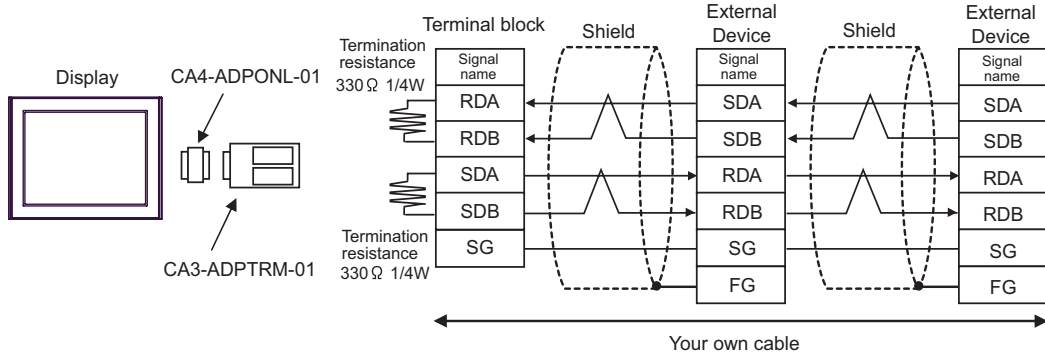 Display
CA4-ADPONL-01
CA3-ADPTRM-01
Termination
resistance
330Ω 1/4W
Termination
resistance
330Ω 1/4W
Terminal block
Signal
name
RDA
RDB
SDA
SDB
SG
Shield
External
Device
Signal
name
SDA
SDB
RDA
RDB
SG
FG
Shield
External
Device
Signal
name
SDA
SDB
RDA
RDB
SG
FG
Your own cable